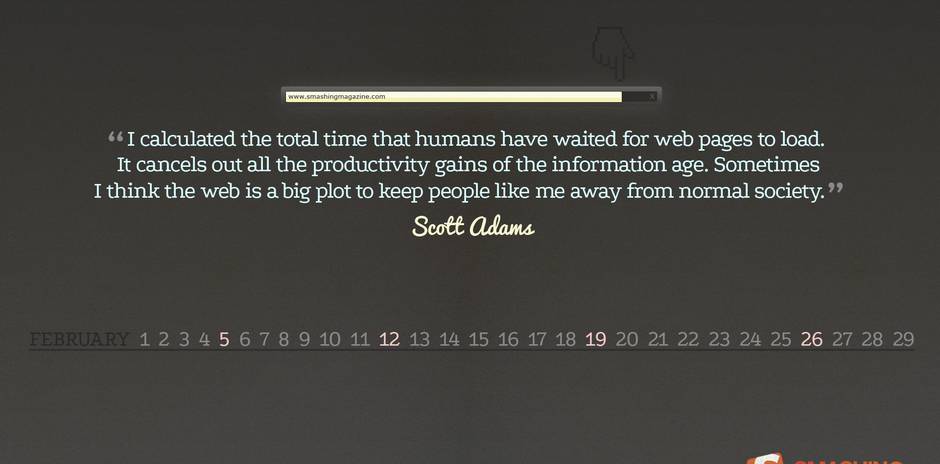 www.smashingmagazine.com x
“I calculated the total time that humans have waited for web pages to load.
It cancels out all the productivity gains of the information age. Sometimes
I think the web is a big plot to keep people like me away from normal society.”
Scott Adams
FEBRUARY 1 2 3 4 5 6 7 8 9 10 11 12 13 14 15 16 17 18 19 20 21 22 23 24 25 26 27 28 29
SMASHING